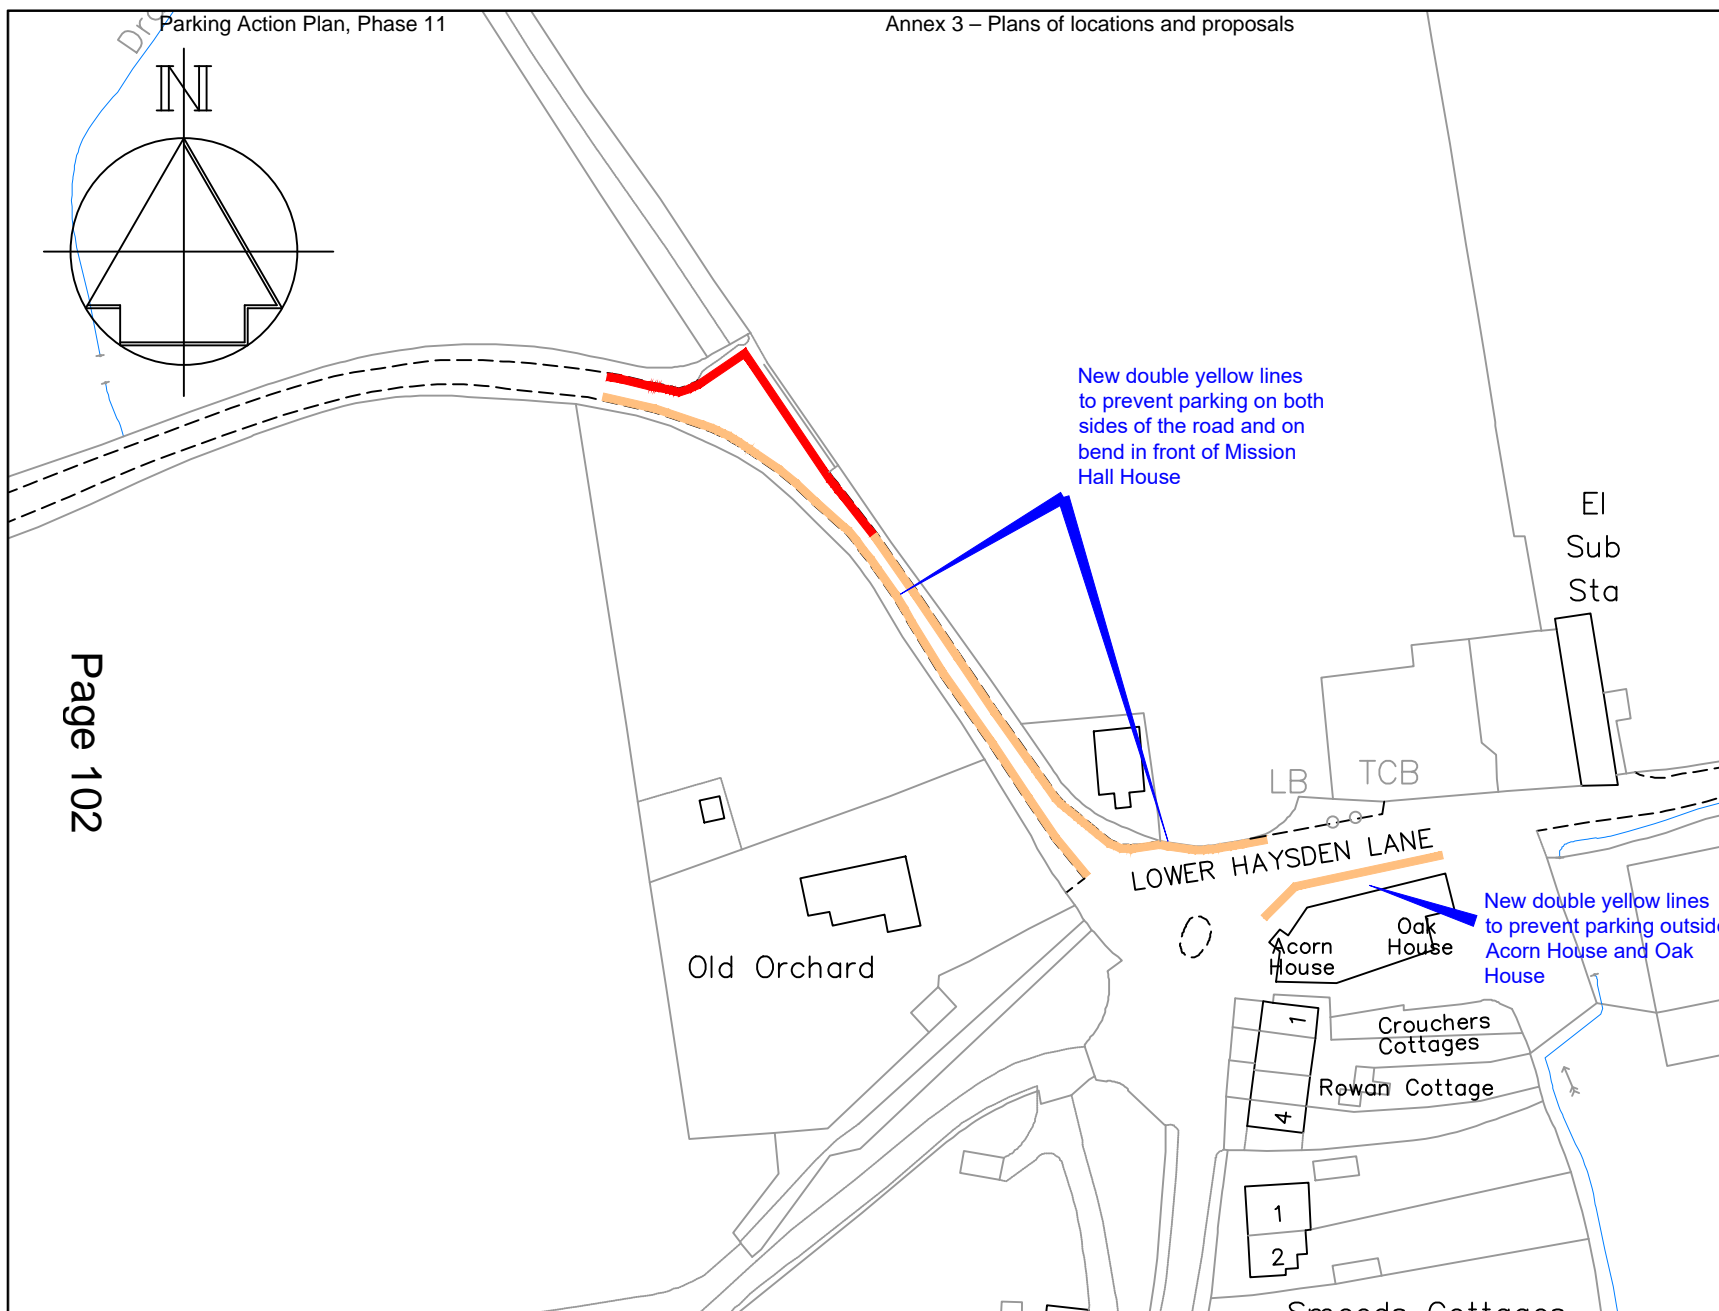 Parking Action Plan, Phase 11
Annex 3 – Plans of locations and proposals
N
New double yellow lines
to prevent parking on both
sides of the road and on
bend in front of Mission
Hall House
El
Sub
Sta
Page 102
LB
TCB
LOWER HAYSDEN LANE
New double yellow lines
to prevent parking outside
Acorn House and Oak
House
Oak
House
Acorn
House
Old Orchard
1
Crouchers
Cottages
Rowan Cottage
4
1
2
Smeeds Cottages